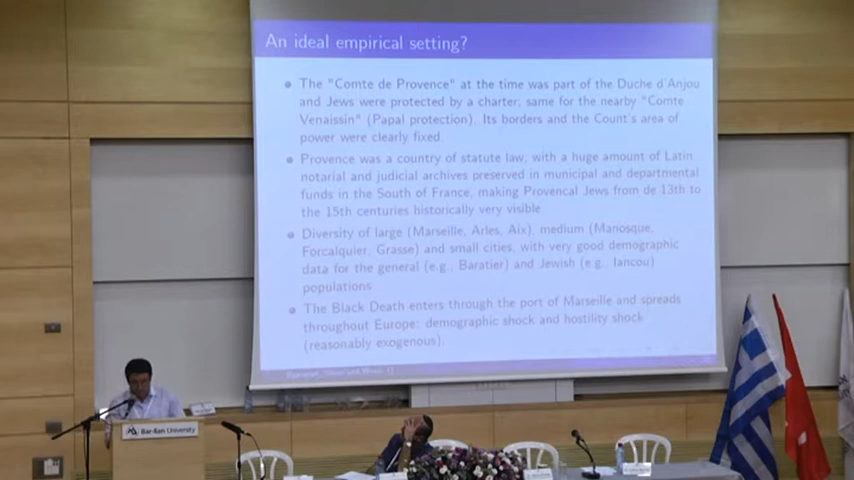 An ideal empirical setting?
The "Comte de Provence" at the time was part of the Duche d'Anjou
and Jews were protected by a charter; same for the nearby "Comte
Venaissin" (Papal protection). Its borders and the Count's area of
power were clearly fixed.
Provence was a country of statute law, with a huge amount of Latin
notarial and judicial archives preserved in municipal and departmental
funds in the South of France, making Provencal Jews from de 13th to
the 15th centuries historically very visible
Diversity of large (Marseille, Arles, Aix), medium (Manosque,
Forcalquier, Grasse) and small cities, with very good demographic
data for the general (e.g., Baratier) and Jewish (e.g., Iancou)
populations
The Black Death enters through the port of Marseille and spreads
throughout Europe: demographic shock and hostility shock
(reasonably exogenous).
Bar-Ilan University